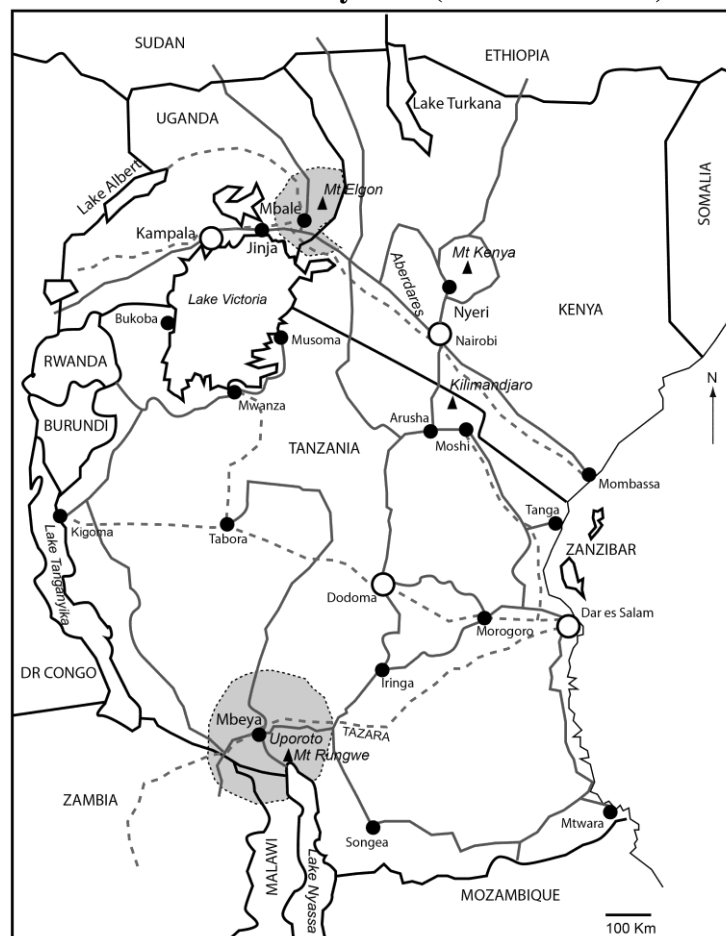 SUDAN
ETHIOPIA
Lake Turkana
UGANDA
SOMALIA
Lake Albert
Mt Elgon
Mbale
Kampala
Jinja
Aberdares
Mt Kenya
Lake Victoria
Nyeri
KENYA
Bukoba
Musoma
Nairobi
RWANDA
N
Kilimandjaro
Mwanza
BURUNDI
Arusha
Moshi
TANZANIA
Mombassa
Tanga
Kigoma
Tabora
ZANZIBAR
Lake Tanganyika
Dodoma
Dar es Salam
Morogoro
DR CONGO
Iringa
Mbeya
Uporoto
TAZARA
Mt Rungwe
ZAMBIA
Mtwara
Songea
MALAWI
Lake Nyassa
MOZAMBIQUE
100 Km